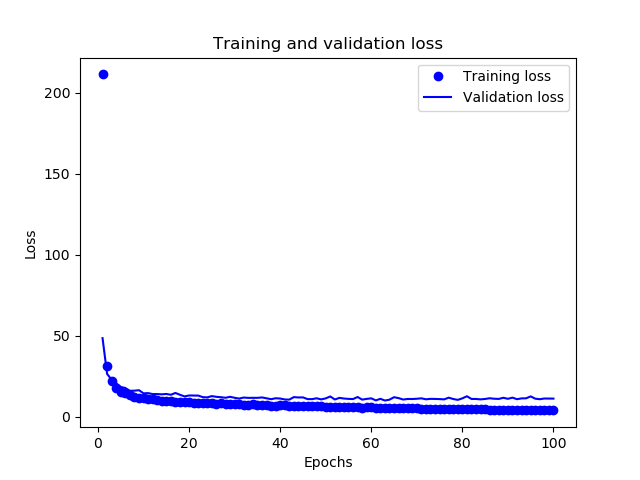 Training and validation loss
Training loss
Validation loss
200
150
100
50
0
Loss
0 20 40 60 80 100
Epochs